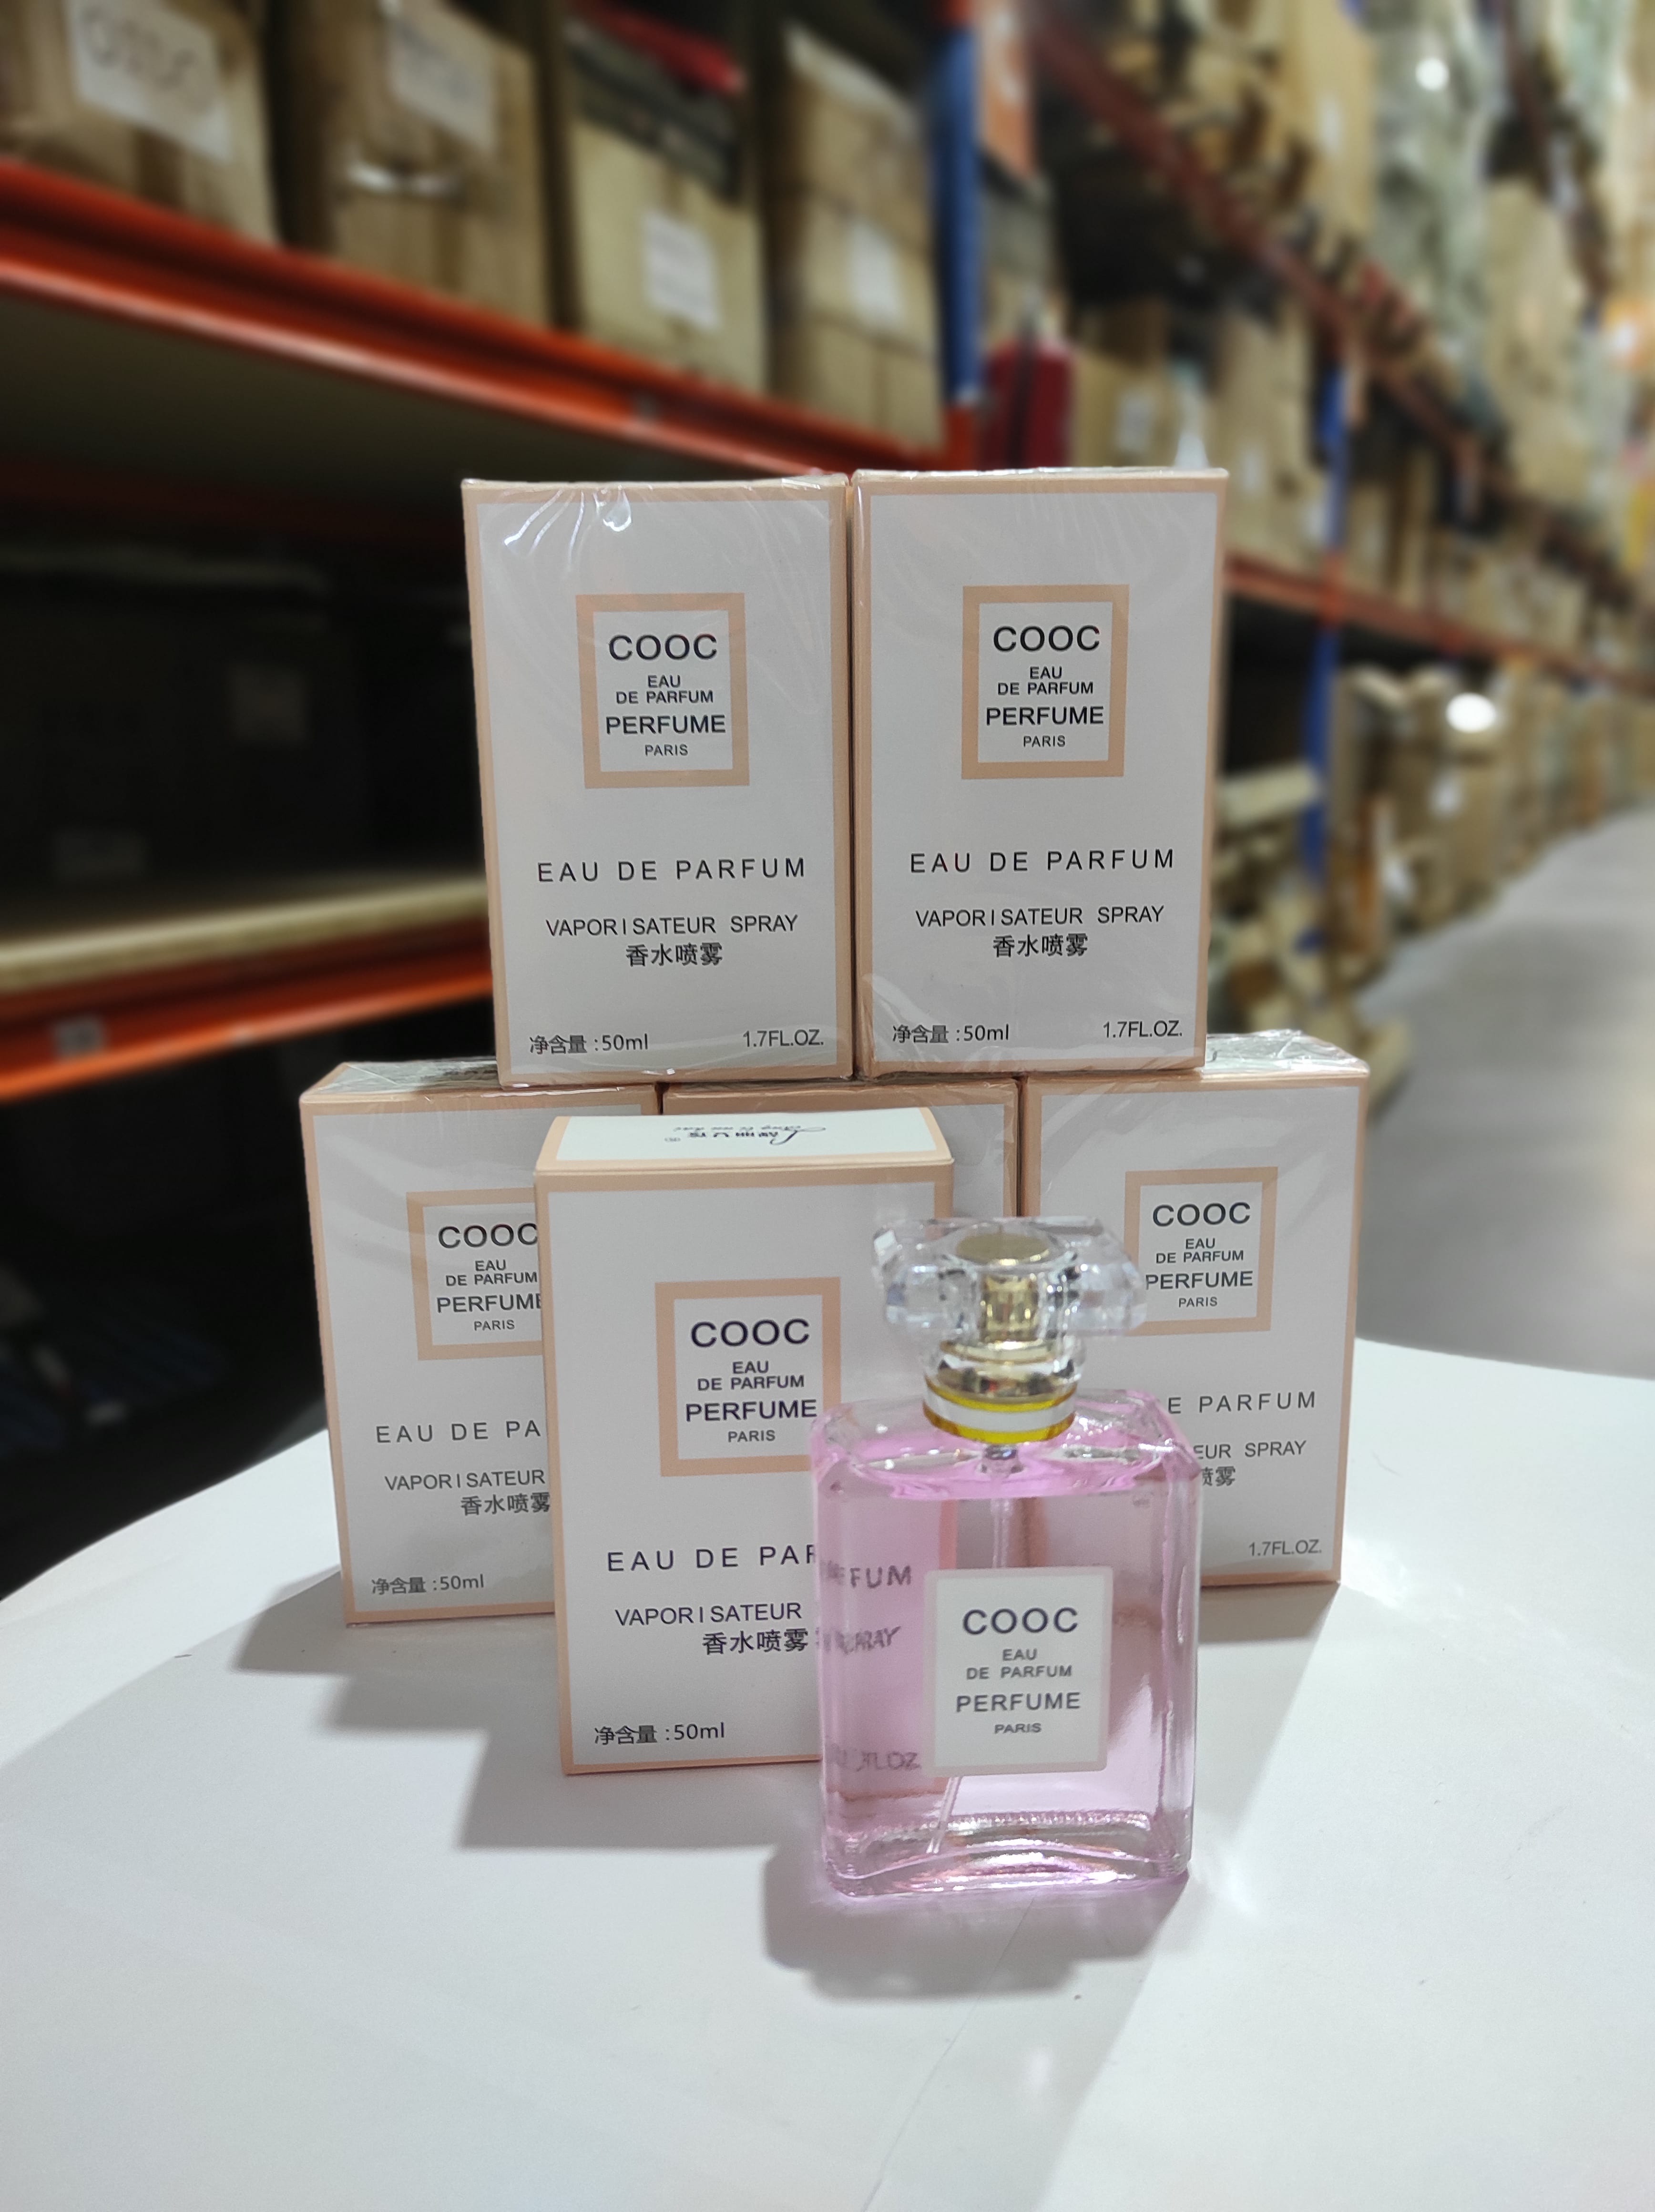 COOC
EAU
DE PARFUM
PERFUME
PARIS
EAU DE PARFUM
VAPORISATEUR SPRAY
香水喷雾
净含量:50ml 1.7FL.OZ.
COOC
EAU
DE PARFUM
PERFUME
PARIS
EAU DE PARFUM
VAPORISATEUR SPRAY
香水喷雾
净含量:50ml 1.7FL.OZ.
COOC
EAU
DE PARFUM
PERFUME
PARIS
EAU DE PA
VAPORISATEUR
香水喷雾
净含量:50ml
COOC
EAU
DE PARFUM
PERFUME
PARIS
EAU DE PAR
VAPORISATEUR
香水喷雾
净含量:50ml
COOC
EAU
DE PARFUM
PERFUME
PARIS
E PARFUM
EUR SPRAY
喷雾
1.7FL.OZ.
FUM
COOC
EAU
DE PARFUM
PERFUME
PARIS